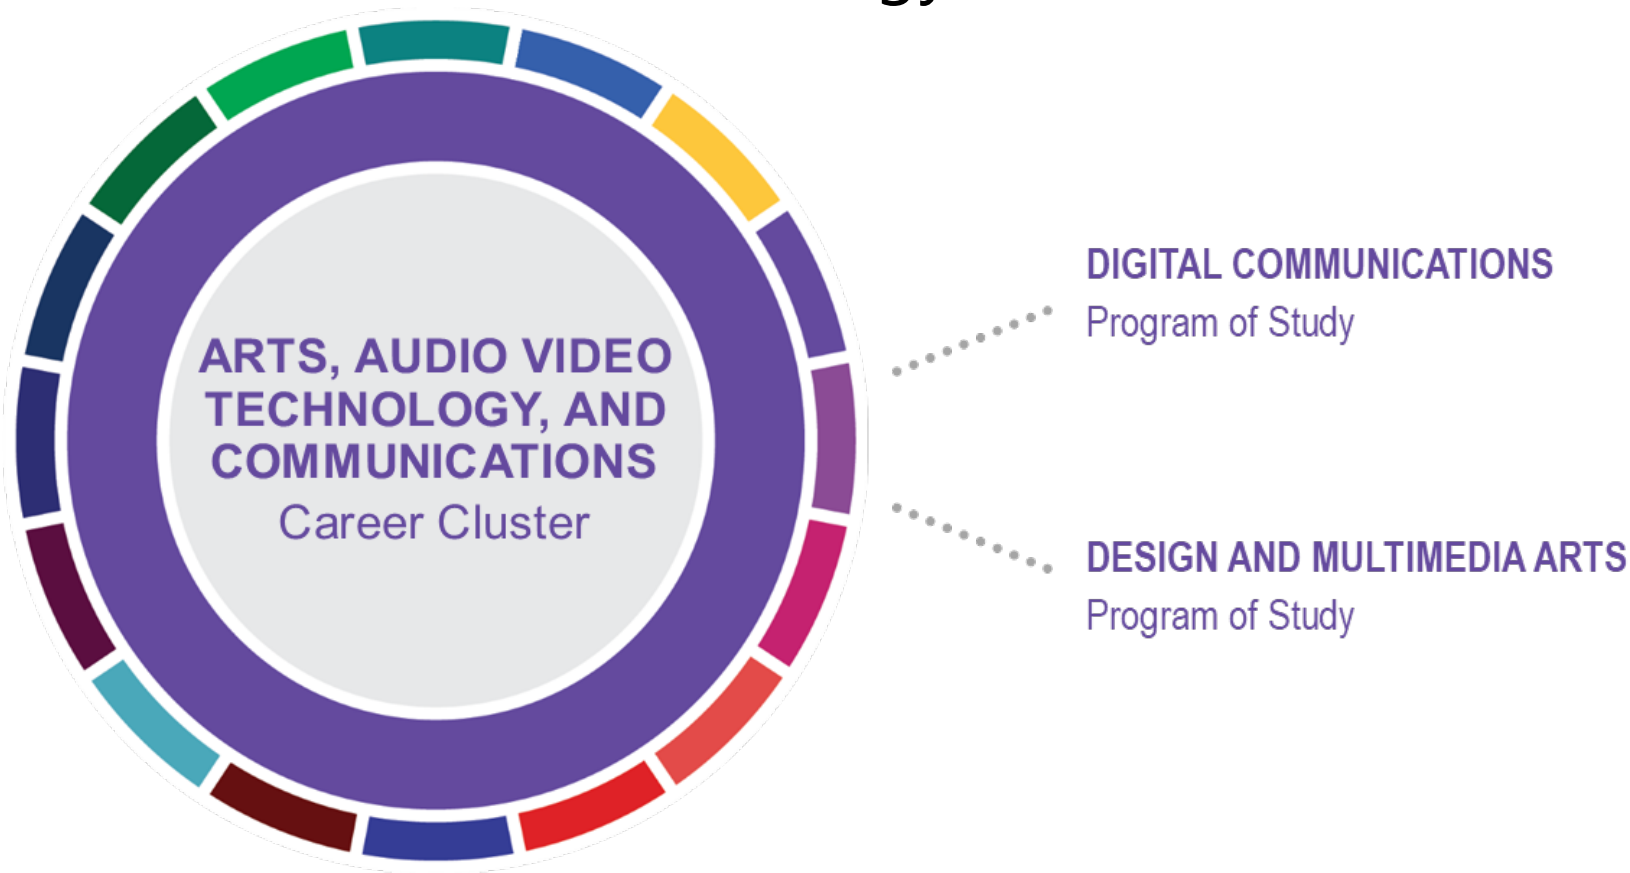 ARTS, AUDIO VIDEO
TECHNOLOGY, AND
COMMUNICATIONS
Career Cluster
DIGITAL COMMUNICATIONS
Program of Study
DESIGN AND MULTIMEDIA ARTS
Program of Study